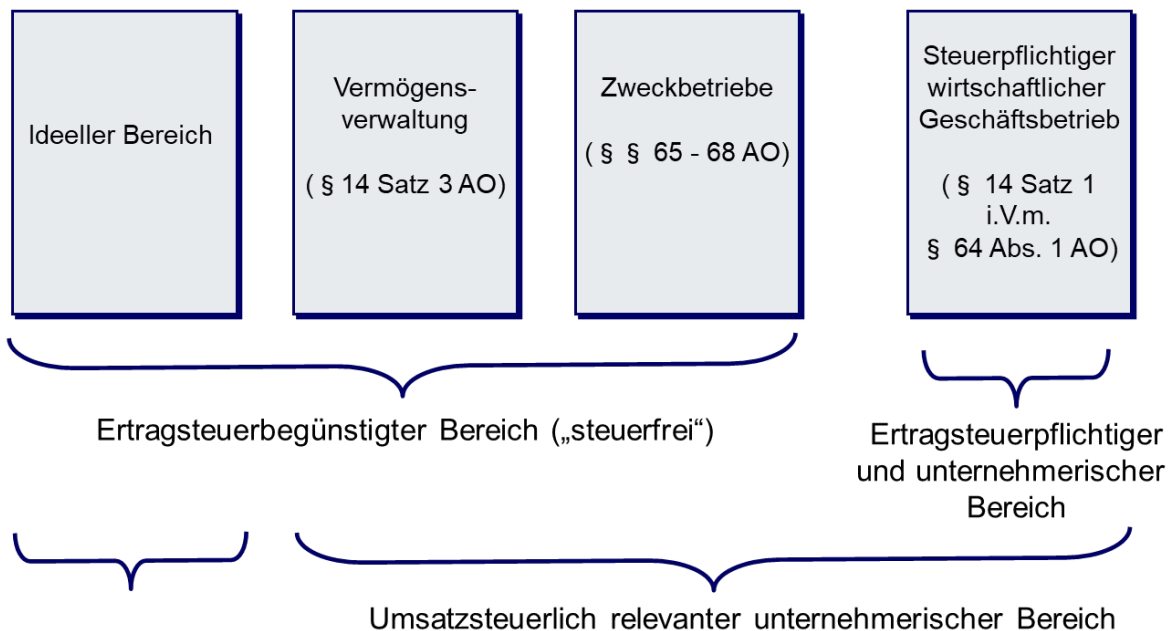 Ideeller Bereich
Vermögens-
verwaltung
( § 14 Satz 3 AO)
Zweckbetriebe
( § § 65 - 68 AO)
Steuerpflichtiger
wirtschaftlicher
Geschäftsbetrieb
( § 14 Satz 1
i.V.m.
§ 64 Abs. 1 AO)
Ertragsteuerbegünstigter Bereich („steuerfrei“)
Ertragsteuerpflichtiger
und unternehmerischer
Bereich
Umsatzsteuerlich relevanter unternehmerischer Bereich